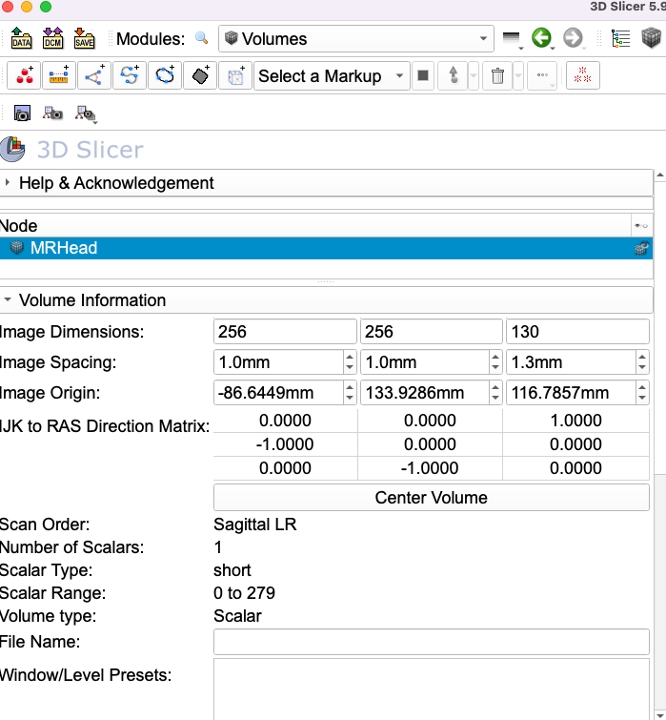 3D Slicer 5.9
DATA DCM SAVE Modules: Volumes
Select a Markup
3D Slicer
Help & Acknowledgement
Node
MRHead
Volume Information
Image Dimensions: 256 256 130
Image Spacing: 1.0mm 1.0mm 1.3mm
Image Origin: -86.6449mm 133.9286mm 116.7857mm
IJK to RAS Direction Matrix: 0.0000 0.0000 1.0000
-1.0000 0.0000 0.0000
0.0000 -1.0000 0.0000
Center Volume
Scan Order: Sagittal LR
Number of Scalars: 1
Scalar Type: short
Scalar Range: 0 to 279
Volume type: Scalar
File Name:
Window/Level Presets: